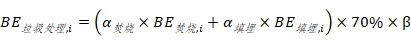 BE垃圾处理,i = (α焚烧 × BE焚烧,i + α填埋 × BE填埋,i) × 70% × β